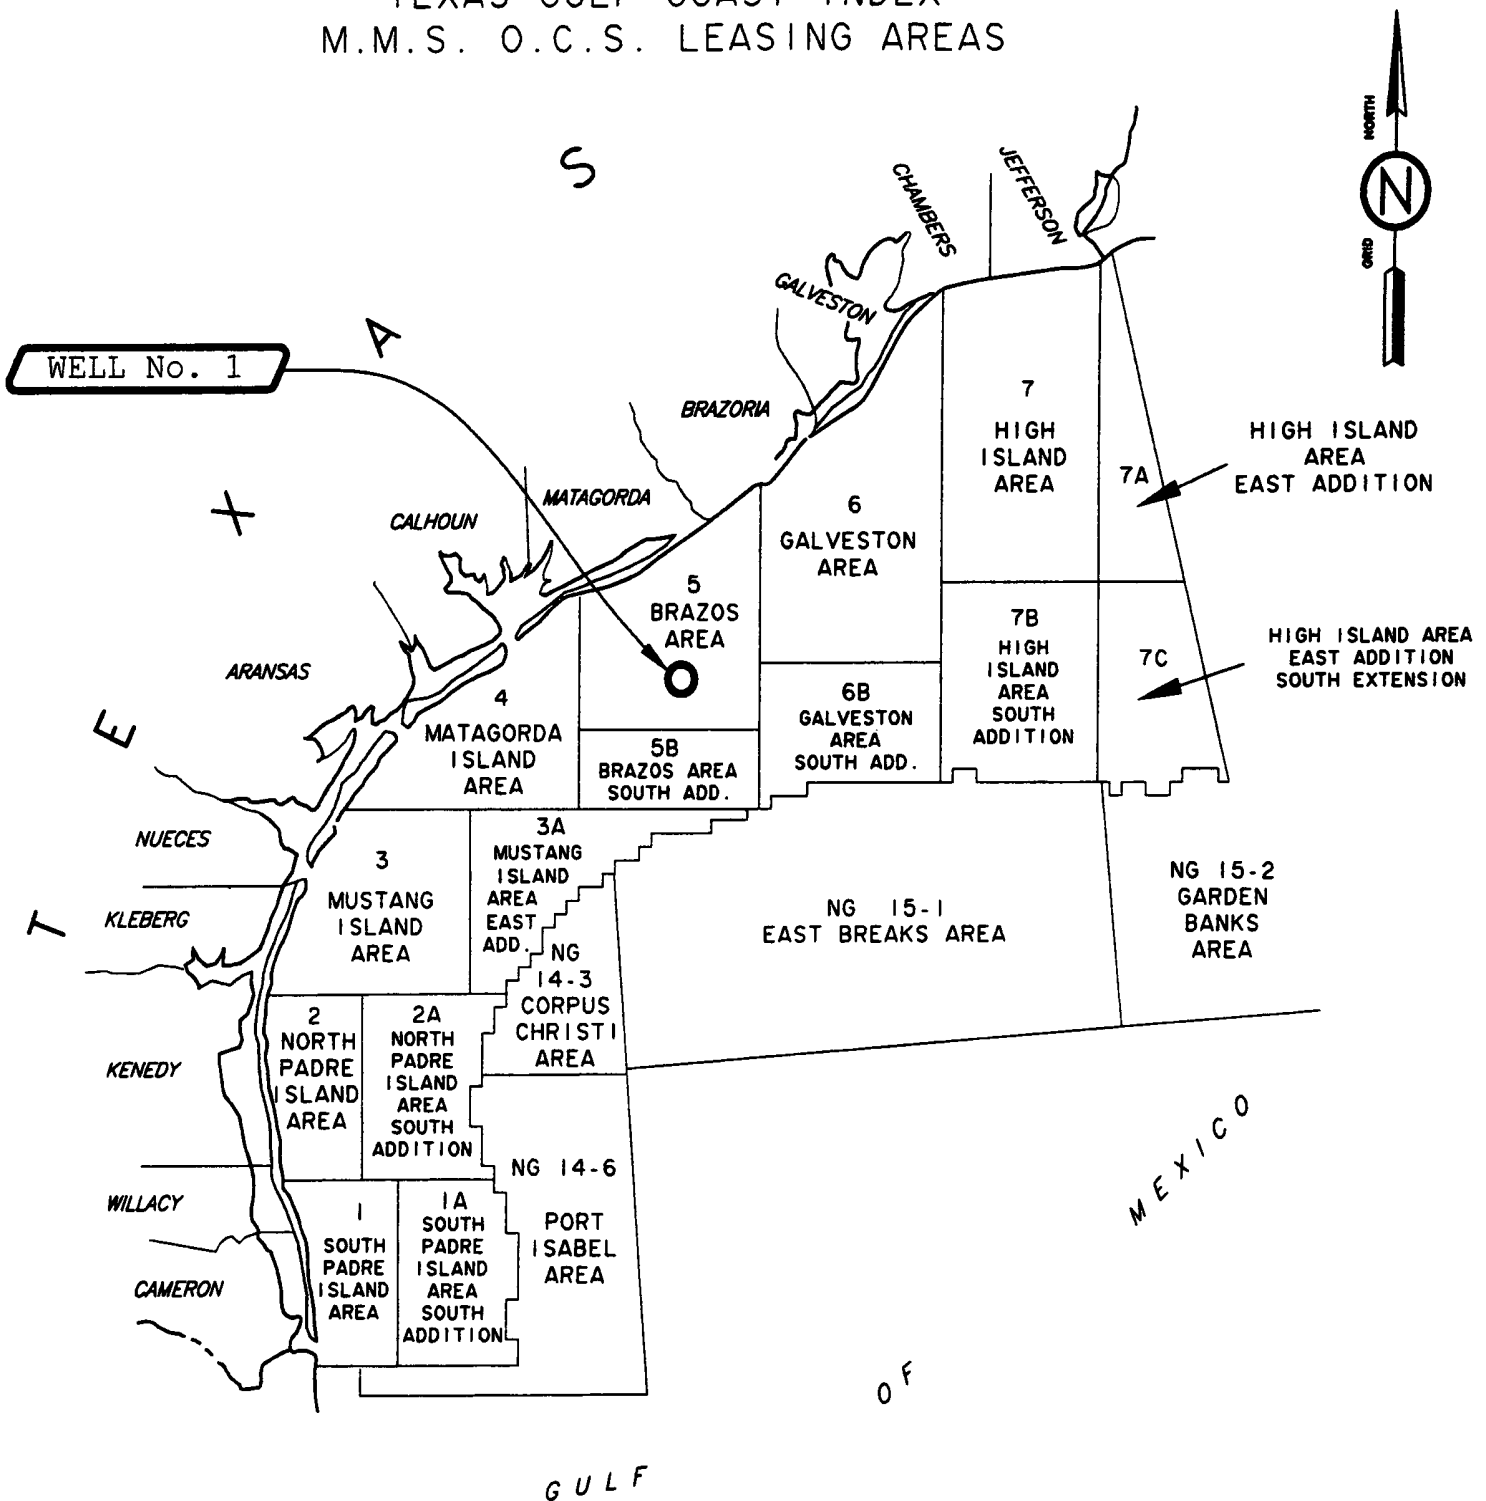 TEXAS GULF COAST INDEX
M.M.S. O.C.S. LEASING AREAS
NORTH
N
GRID
T E X A S
WELL No. 1
JEFFERSON
CHAMBERS
GALVESTON
BRAZORIA
MATAGORDA
CALHOUN
ARANSAS
NUECES
KLEBERG
KENEDY
WILLACY
CAMERON
7
HIGH
ISLAND
AREA
7A
HIGH ISLAND
AREA
EAST ADDITION
6
GALVESTON
AREA
5
BRAZOS
AREA
7B
HIGH
ISLAND
AREA
SOUTH
ADDITION
7C
HIGH ISLAND AREA
EAST ADDITION
SOUTH EXTENSION
6B
GALVESTON
AREA
SOUTH ADD.
4
MATAGORDA
ISLAND
AREA
5B
BRAZOS AREA
SOUTH ADD.
3
MUSTANG
ISLAND
AREA
3A
MUSTANG
ISLAND
AREA
EAST
ADD.
NG
14-3
CORPUS
CHRISTI
AREA
NG 15-1
EAST BREAKS AREA
NG 15-2
GARDEN
BANKS
AREA
2
NORTH
PADRE
ISLAND
AREA
2A
NORTH
PADRE
ISLAND
AREA
SOUTH
ADDITION
NG 14-6
PORT
ISABEL
AREA
1
SOUTH
PADRE
ISLAND
AREA
1A
SOUTH
PADRE
ISLAND
AREA
SOUTH
ADDITION
GULF OF MEXICO